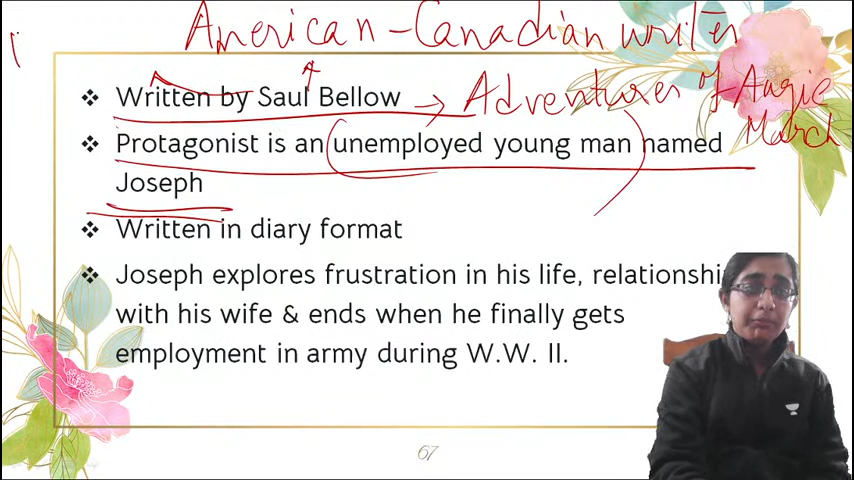 American-Canadian writer
❖ Written by Saul Bellow → Adventures of Augie March
❖ Protagonist is an unemployed young man named
Joseph
❖ Written in diary format
❖ Joseph explores frustration in his life, relationship
with his wife & ends when he finally gets
employment in army during W.W. II.
67